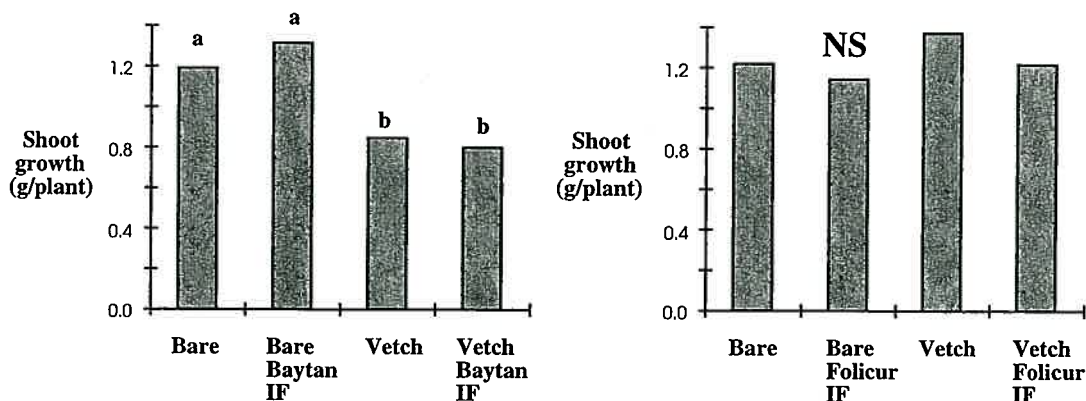 a
a
b
b
1.2
0.8
0.4
0.0
Shoot
growth
(g/plant)
Bare
Bare
Baytan
IF
Vetch
Vetch
Baytan
IF
NS
1.2
0.8
0.4
0.0
Shoot
growth
(g/plant)
Bare
Bare
Folicur
IF
Vetch
Vetch
Folicur
IF